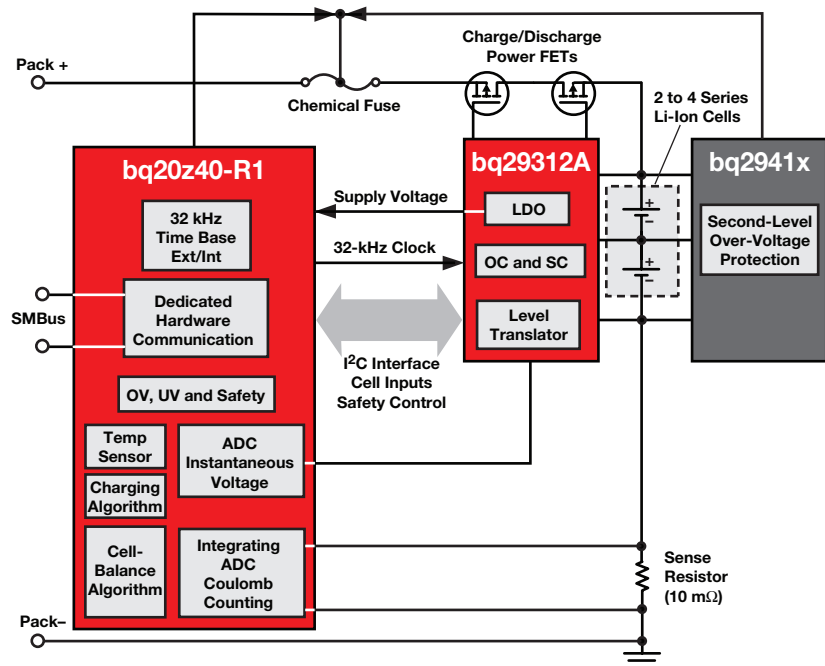 Charge/Discharge
Power FETs
Pack +
Chemical Fuse
2 to 4 Series
Li-Ion Cells
bq20z40-R1
bq29312A
bq2941x
32 kHz
Time Base
Ext/Int
Supply Voltage
LDO
Second-Level
Over-Voltage
Protection
32-kHz Clock
OC and SC
SMBus
Dedicated
Hardware
Communication
Level
Translator
I²C Interface
Cell Inputs
Safety Control
OV, UV and Safety
Temp
Sensor
ADC
Instantaneous
Voltage
Charging
Algorithm
Cell-
Balance
Algorithm
Integrating
ADC
Coulomb
Counting
Sense
Resistor
(10 mΩ)
Pack–
+
–
+
–